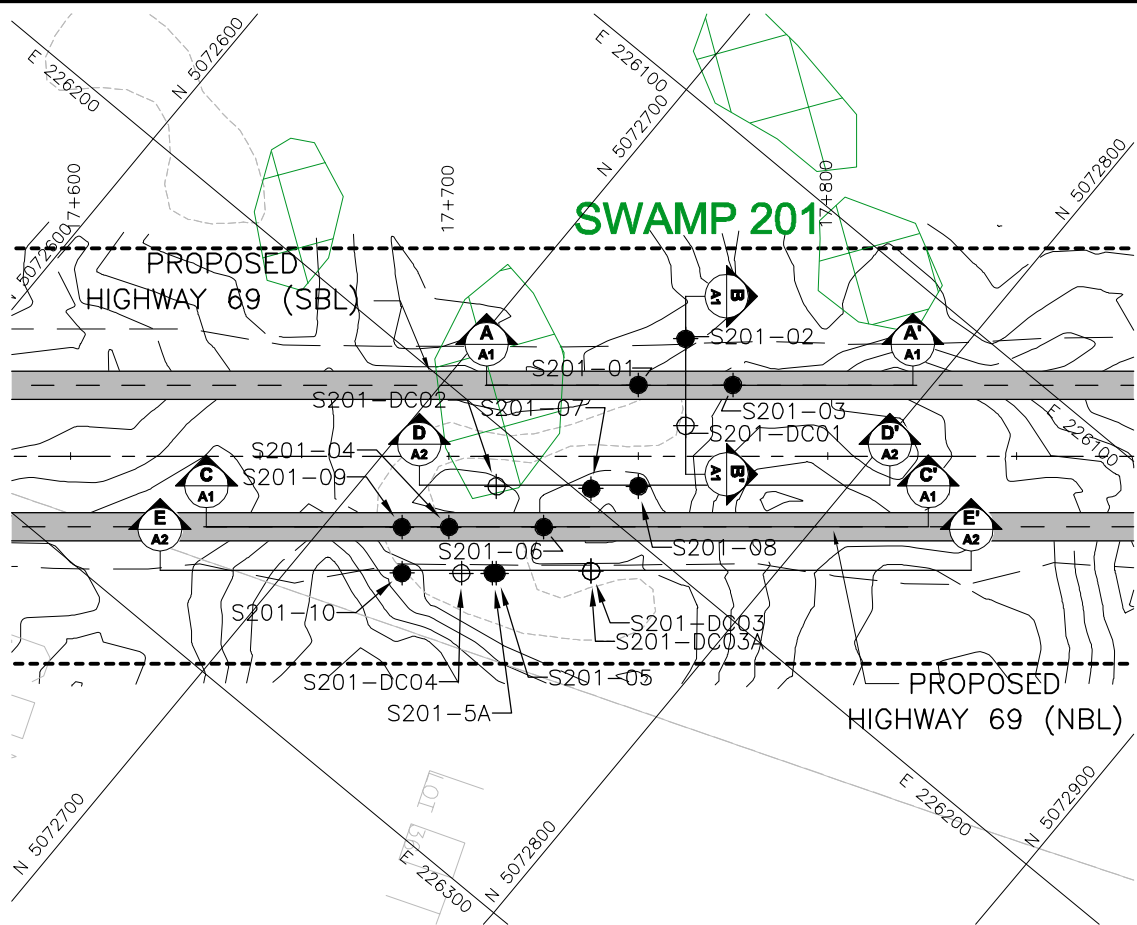 E 226200
N 5072600
E 226100
N 5072700
N 5072800
17+600
17+700
17+800
SWAMP 201
N 5072600
PROPOSED
HIGHWAY 69 (SBL)
B
A1
A
A1
S201-02
A'
A1
S201-01
S201-DC02
S201-07
S201-03
E 226100
S201-DC01
D
A2
D'
A2
S201-04
S201-09
C
A1
B'
A1
C'
A1
E
A2
E'
A2
S201-06
S201-08
S201-10
S201-DC03
S201-DC03A
S201-DC04
S201-05
S201-5A
PROPOSED
HIGHWAY 69 (NBL)
N 5072700
LOT
E 226300
N 5072800
E 226200
N 5072900